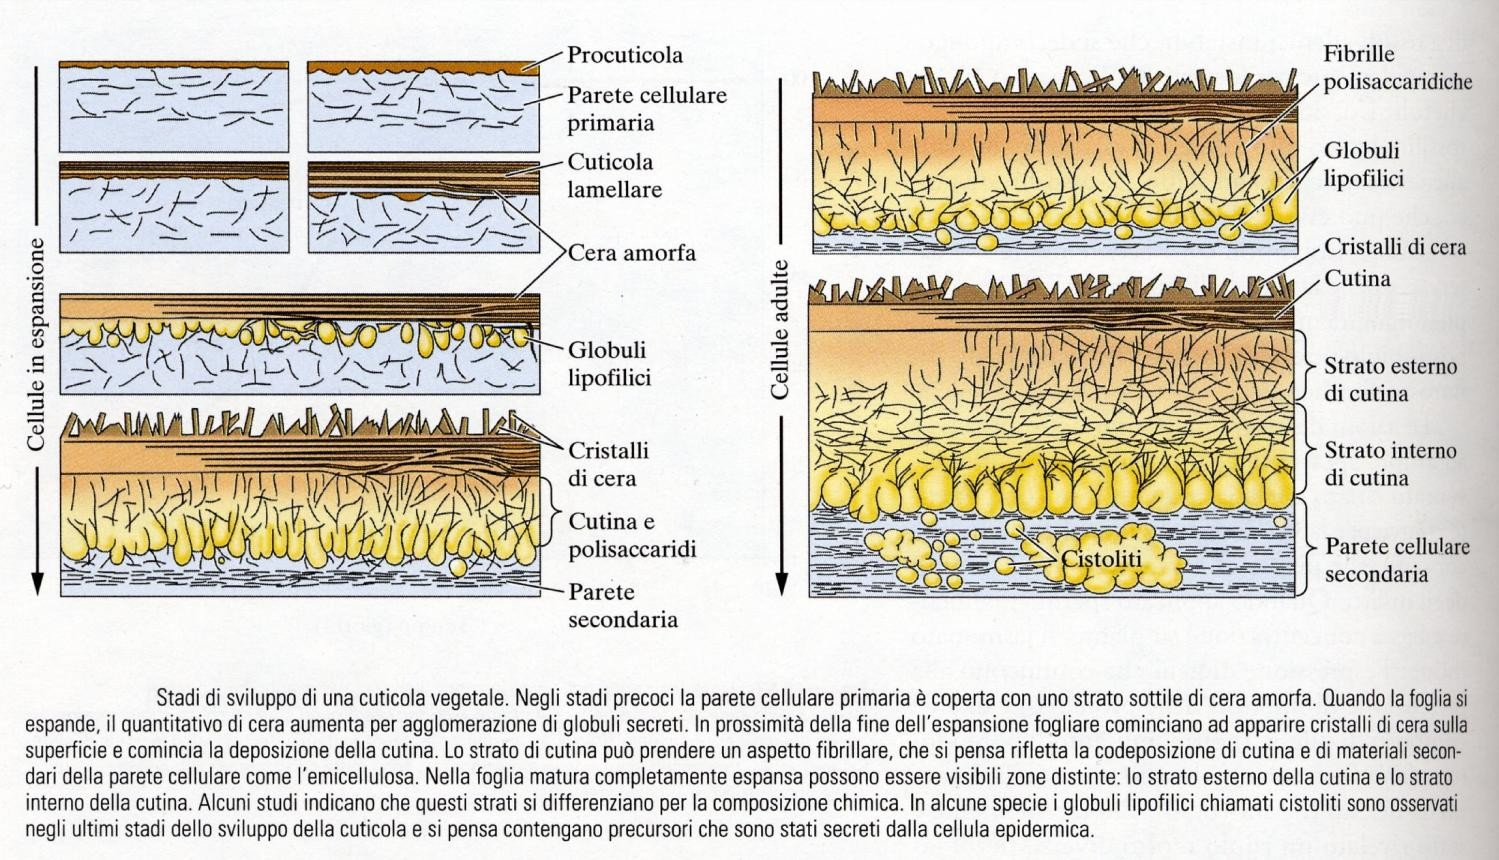 Cellule in espansione
Procuticola
Parete cellulare
primaria
Cuticola
lamellare
Cera amorfa
Globuli
lipofilici
Cristalli
di cera
Cutina e
polisaccaridi
Parete
secondaria
Cellule adulte
Fibrille
polisaccaridiche
Globuli
lipofilici
Cristalli di cera
Cutina
Strato esterno
di cutina
Strato interno
di cutina
Cistoliti
Parete cellulare
secondaria
Stadi di sviluppo di una cuticola vegetale. Negli stadi precoci la parete cellulare primaria è coperta con uno strato sottile di cera amorfa. Quando la foglia si
espande, il quantitativo di cera aumenta per agglomerazione di globuli secreti. In prossimità della fine dell'espansione fogliare cominciano ad apparire cristalli di cera sulla
superficie e comincia la deposizione della cutina. Lo strato di cutina può prendere un aspetto fibrillare, che si pensa rifletta la codeposizione di cutina e di materiali secon-
dari della parete cellulare come l'emicellulosa. Nella foglia matura completamente espansa possono essere visibili zone distinte: lo strato esterno della cutina e lo strato
interno della cutina. Alcuni studi indicano che questi strati si differenziano per la composizione chimica. In alcune specie i globuli lipofilici chiamati cistoliti sono osservati
negli ultimi stadi dello sviluppo della cuticola e si pensa contengano precursori che sono stati secreti dalla cellula epidermica.